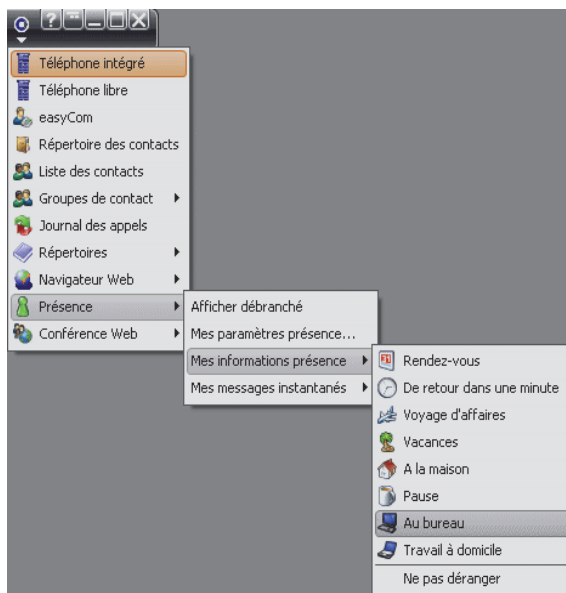 Téléphone intégré
Téléphone libre
easyCom
Répertoire des contacts
Liste des contacts
Groupes de contact
Journal des appels
Répertoires
Navigateur Web
Présence
Conférence Web
Afficher débranché
Mes paramètres présence...
Mes informations présence
Mes messages instantanés
Rendez-vous
De retour dans une minute
Voyage d'affaires
Vacances
A la maison
Pause
Au bureau
Travail à domicile
Ne pas déranger